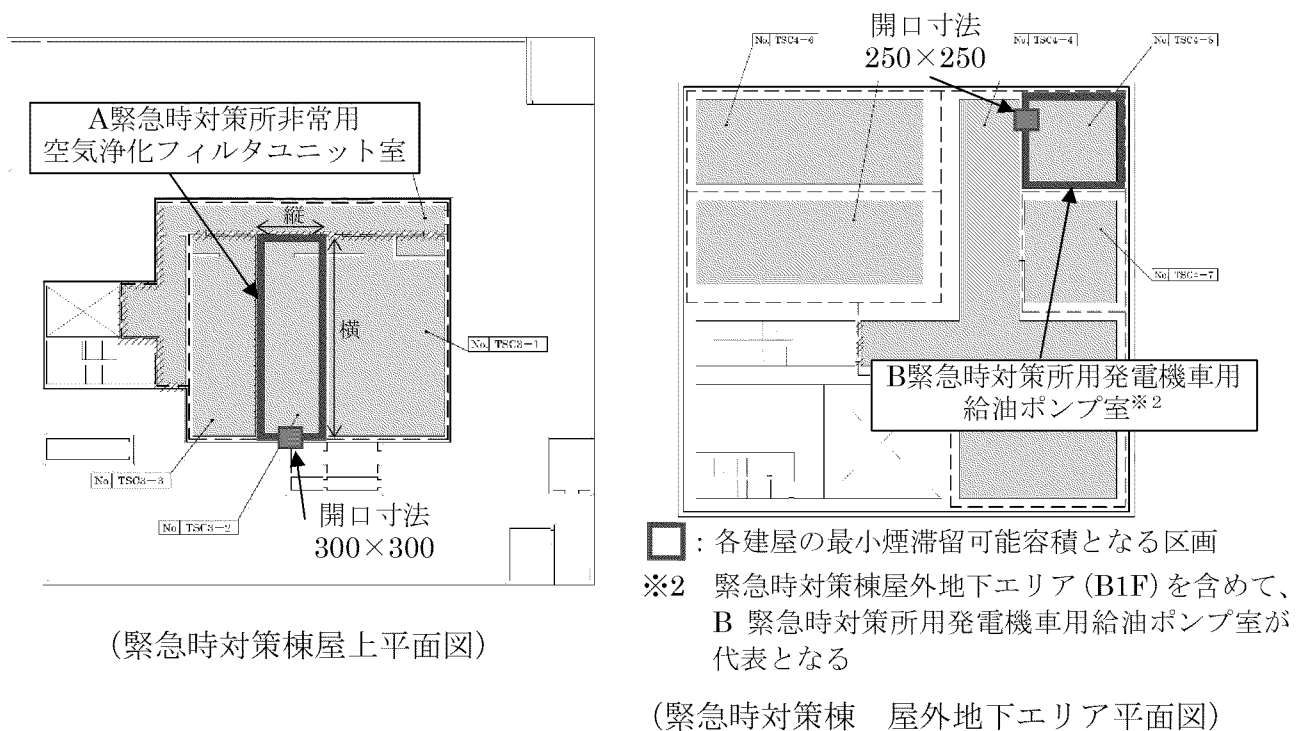 A緊急時対策所非常用
空気浄化フィルタユニット室
縦
横
No. TSC3-1
No. TSC3-3
No. TSC3-2
開口寸法
300×300
(緊急時対策棟屋上平面図)
No. TSC4-6
開口寸法
250×250
No. TSC4-4
No. TSC4-7
B緊急時対策所用発電機車用
給油ポンプ室※2
:各建屋の最小煙滞留可能容積となる区画
※2 緊急時対策棟屋外地下エリア(B1F)を含めて、
B 緊急時対策所用発電機車用給油ポンプ室が
代表となる
(緊急時対策棟 屋外地下エリア平面図)